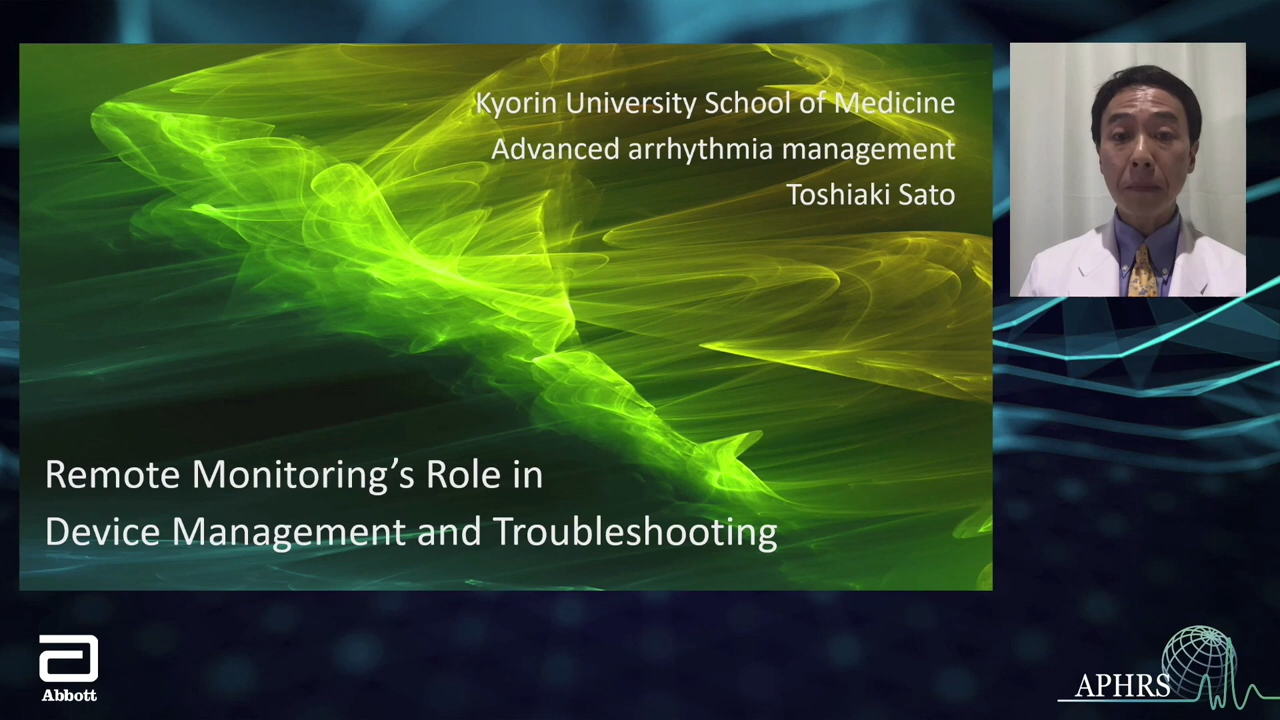 Kyorin University School of Medicine
Advanced arrhythmia management
Toshiaki Sato
Remote Monitoring’s Role in
Device Management and Troubleshooting
Abbott
APHRS